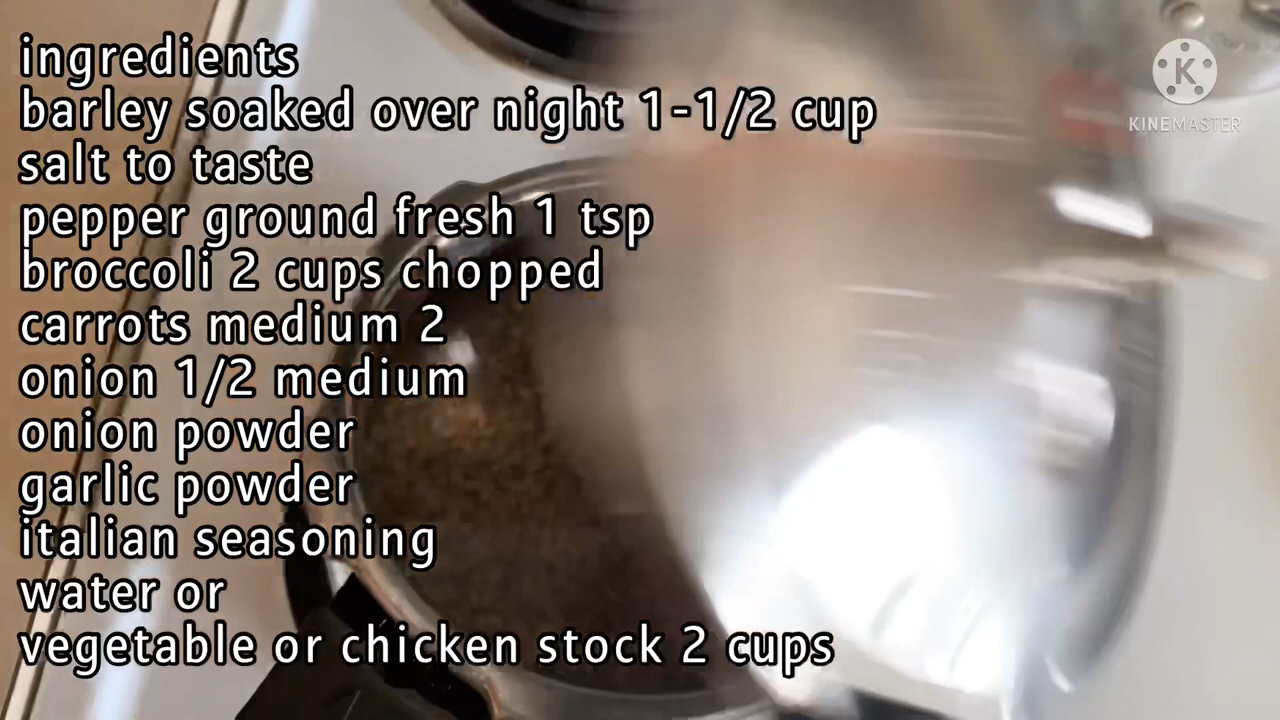 ingredients
barley soaked over night 1-1/2 cup
salt to taste
pepper ground fresh 1 tsp
broccoli 2 cups chopped
carrots medium 2
onion 1/2 medium
onion powder
garlic powder
italian seasoning
water or
vegetable or chicken stock 2 cups
K
KINEMASTER